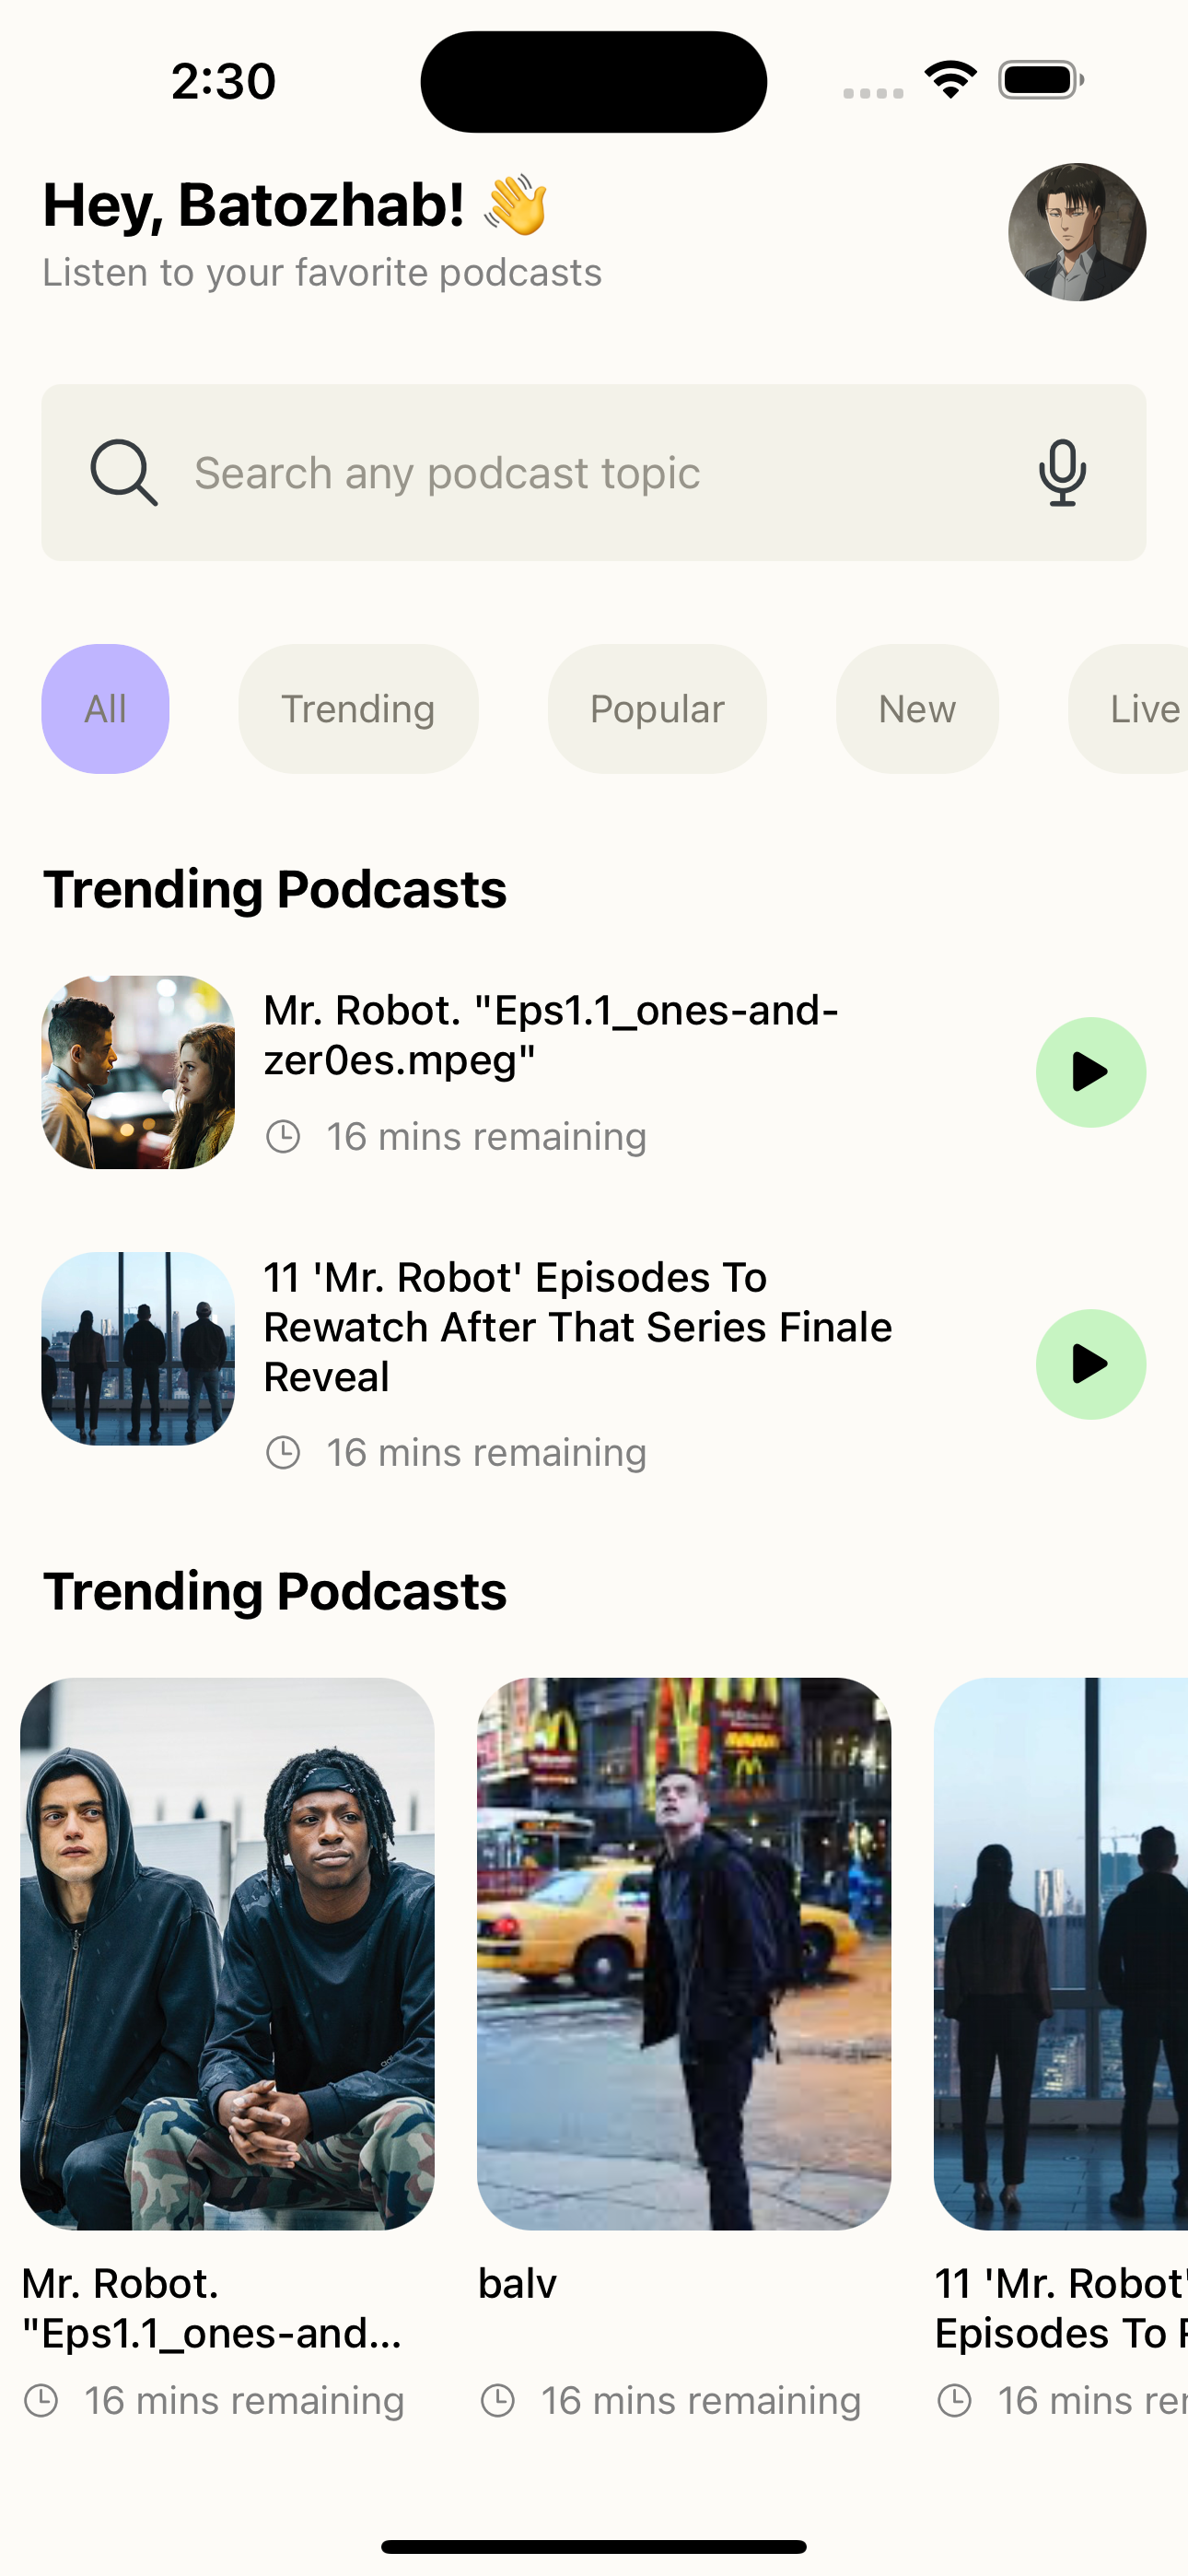 2:30
Hey, Batozhab! 👋
Listen to your favorite podcasts
Search any podcast topic
All
Trending
Popular
New
Live
Trending Podcasts
Mr. Robot. "Eps1.1_ones-and-
zer0es.mpeg"
16 mins remaining
11 'Mr. Robot' Episodes To
Rewatch After That Series Finale
Reveal
16 mins remaining
Trending Podcasts
Mr. Robot.
"Eps1.1_ones-and...
16 mins remaining
balv
16 mins remaining
11 'Mr. Robot'
Episodes To
16 mins